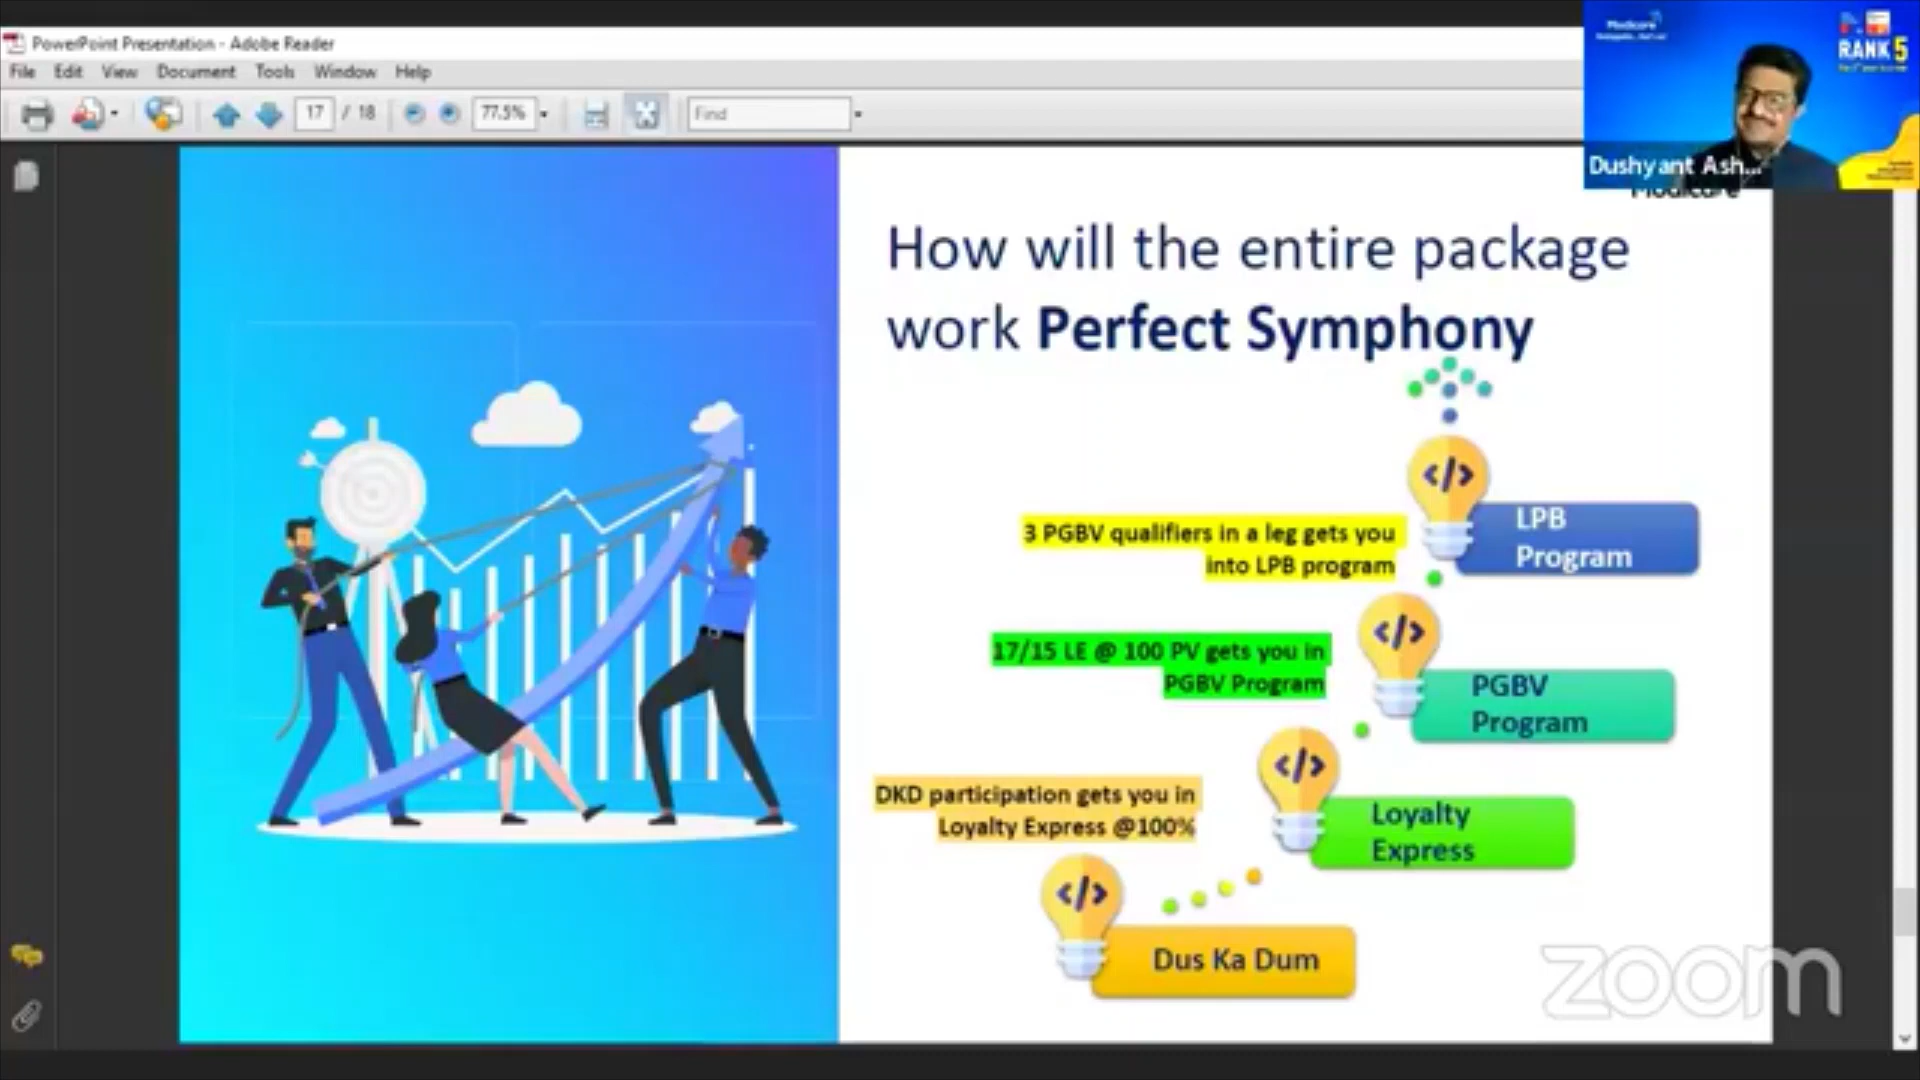 PowerPoint Presentation - Adobe Reader
File Edit View Document Tools Window Help
17 / 18 77.5% Find
Modicare
RANK 5
Dushyant Ash...
How will the entire package
work Perfect Symphony
</>
LPB
Program
3 PGBV qualifiers in a leg gets you
into LPB program
</>
PGBV
Program
17/15 LE @ 100 PV gets you in
PGBV Program
</>
Loyalty
Express
DKD participation gets you in
Loyalty Express @100%
</>
Dus Ka Dum
zoom